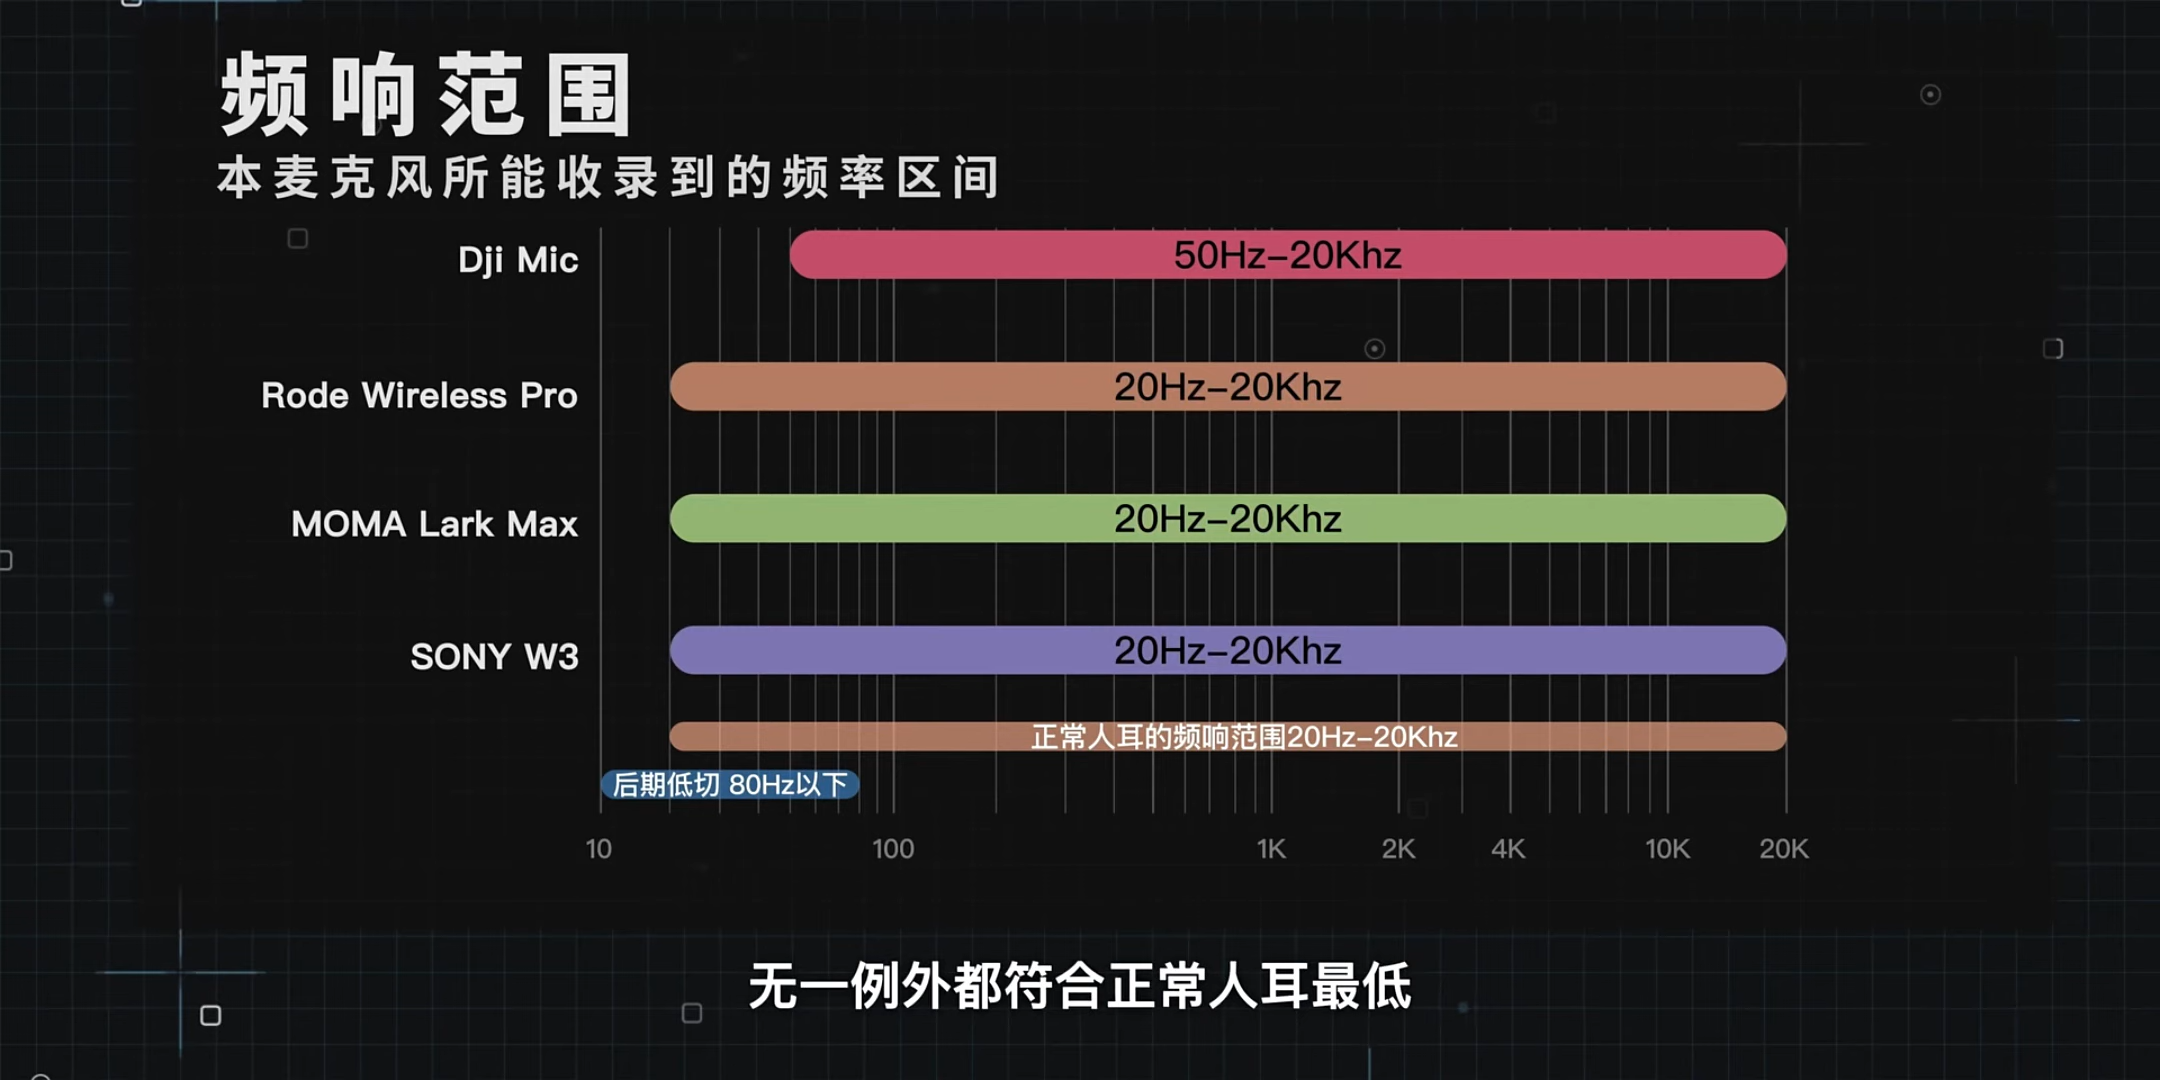 频响范围
本麦克风所能收录到的频率区间
Dji Mic
50Hz-20Khz
Rode Wireless Pro
20Hz-20Khz
MOMA Lark Max
20Hz-20Khz
SONY W3
20Hz-20Khz
正常人耳的频响范围20Hz-20Khz
后期低切 80Hz以下
10 100 1K 2K 4K 10K 20K
无一例外都符合正常人耳最低